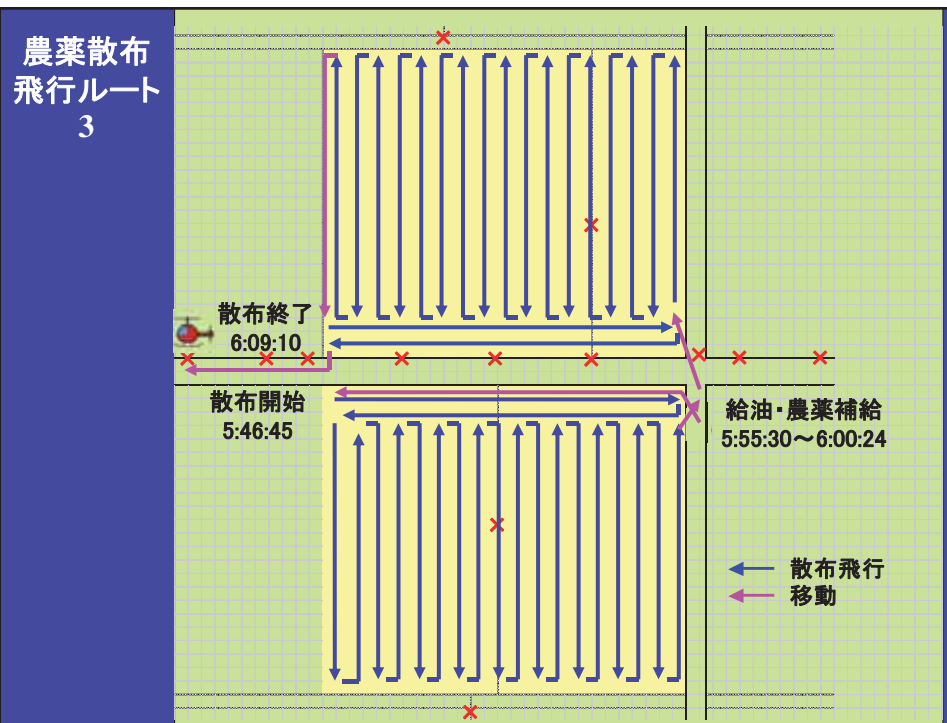 農薬散布
飛行ルート
3
散布終了
6:09:10
散布開始
5:46:45
給油・農薬補給
5:55:30～6:00:24
散布飛行
移動